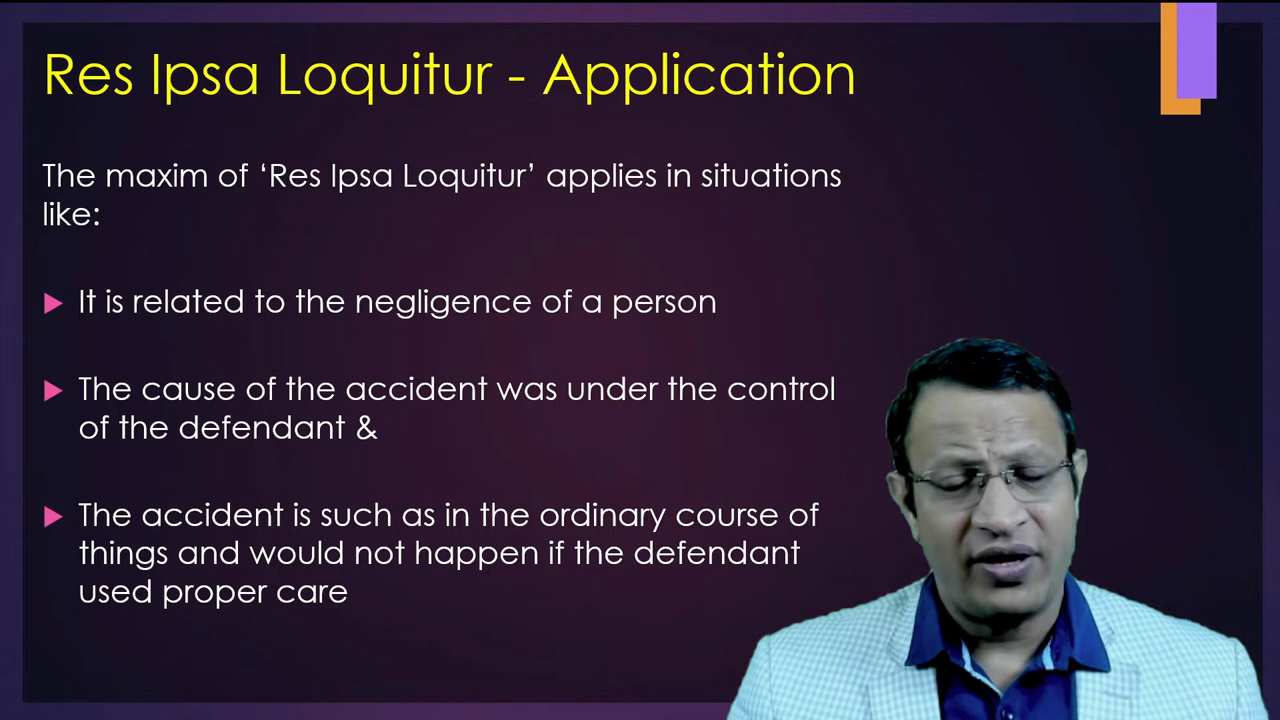 Res Ipsa Loquitur - Application
The maxim of ‘Res Ipsa Loquitur’ applies in situations
like:
It is related to the negligence of a person
The cause of the accident was under the control
of the defendant &
The accident is such as in the ordinary course of
things and would not happen if the defendant
used proper care